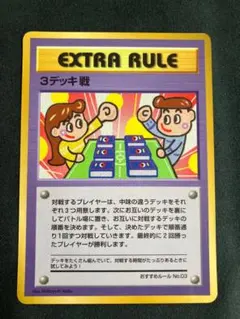 EXTRA RULE
3デッキ戦
対戦するプレイヤーは、中味の違うデッキをそ
れぞれ3つ用意します。次にお互いのデッキを裏にし
てバトル場に置き、お互いに対戦するデッキの
順番を決めます。そして、決めたデッキで順番通
り1回ずつ対戦していきます。最終的に2回勝っ
たプレイヤーが勝利します。
デッキをたくさん組んでいて、対戦する時間がたっぷりあるときに
試してみよう!
おすすめルール No.03